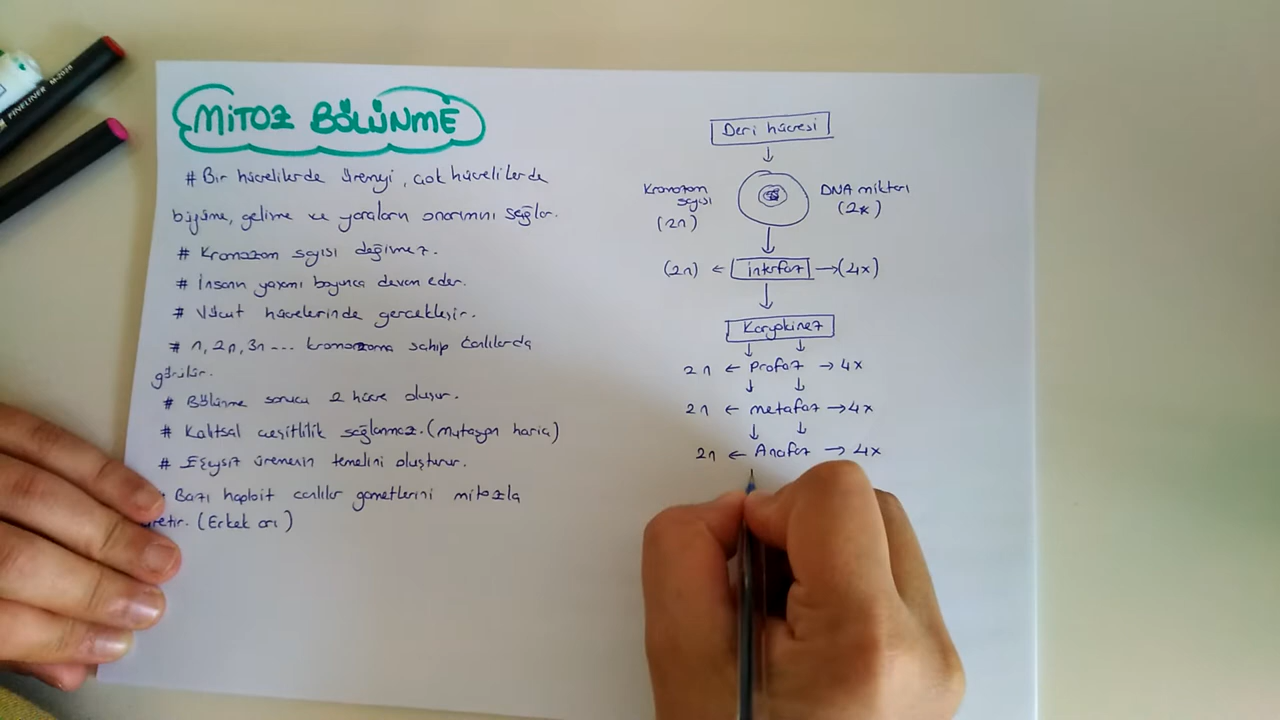 FINELINER M-2028
MİTOZ BÖLÜNME
# Bir hücrelilerde üremeyi, çok hücrelilerde
büyüme, gelişme ve yaraların onarımını sağlar.
# Kromozom sayısı değişmez.
# İnsanın yaşamı boyunca devam eder.
# Vücut hücrelerinde gerçekleşir.
# n, 2n, 3n ... kromozoma sahip canlılarda
görülür.
# Bölünme sonucu 2 hücre oluşur.
# Kalıtsal çeşitlilik sağlanmaz. (Mutasyon hariç)
# Eşeysiz üremenin temelini oluşturur.
Bazı haploit canlılar gametlerini mitozla
üretir. (Erkek arı)
Deri hücresi
↓
Kromozom sayısı (2n)
DNA miktarı (2x)
↓
(2n) ← interfaz → (4x)
↓
Karyokinez
↓ ↓
2n ← Profaz → 4x
↓ ↓
2n ← metafaz → 4x
↓ ↓
2n ← Anafaz → 4x